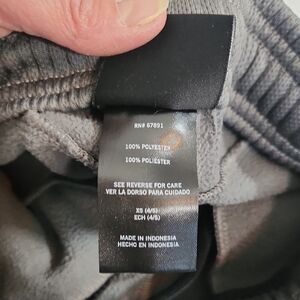 RN# 67891
100% POLYESTER
100% POLIÉSTER
SEE REVERSE FOR CARE
VER LA DORSO PARA CUIDADO
XS (4/5)
ECH (4/5)
MADE IN INDONESIA
HECHO EN INDONESIA